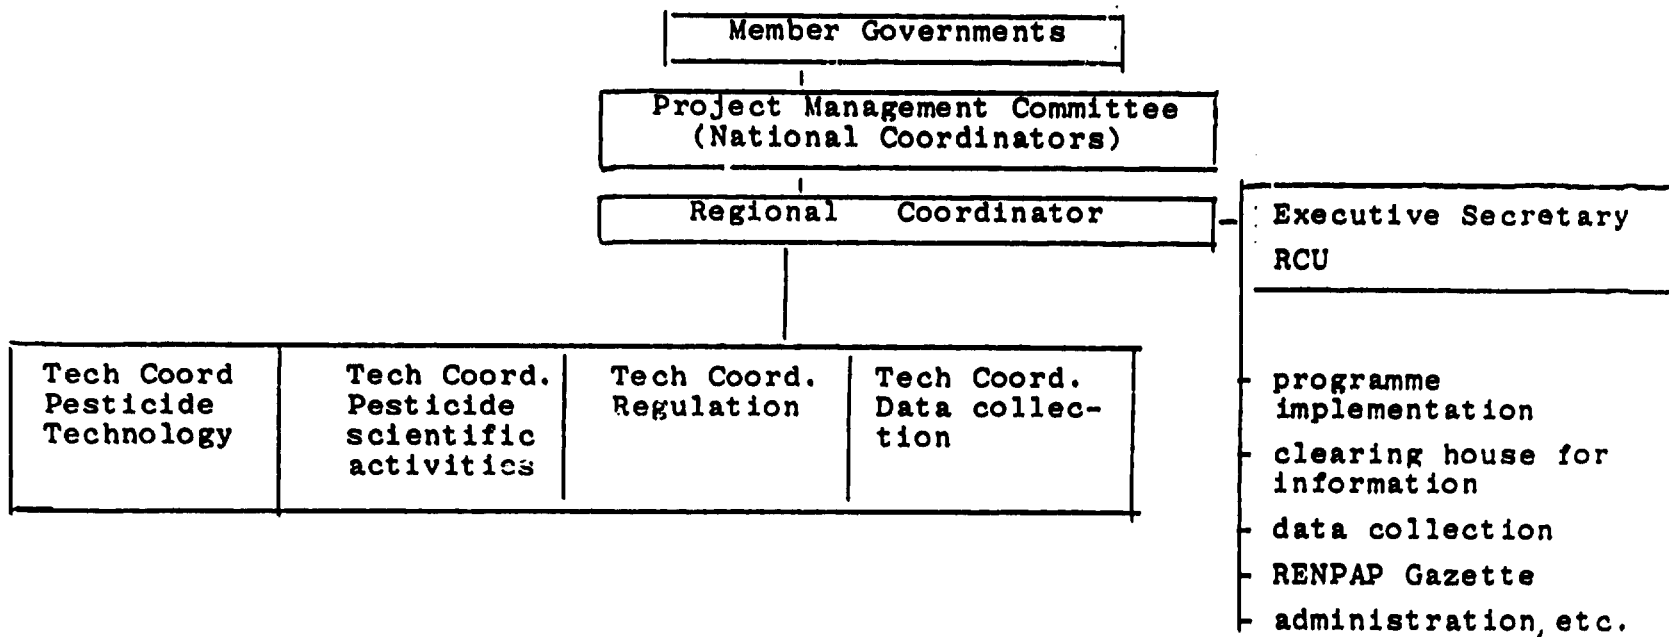 Member Governments
Project Management Committee
(National Coordinators)
Regional Coordinator
Executive Secretary
RCU
Tech Coord
Pesticide
Technology
Tech Coord.
Pesticide
scientific
activities
Tech Coord.
Regulation
Tech Coord.
Data collec-
tion
- programme
implementation
- clearing house for
information
- data collection
- RENPAP Gazette
- administration, etc.